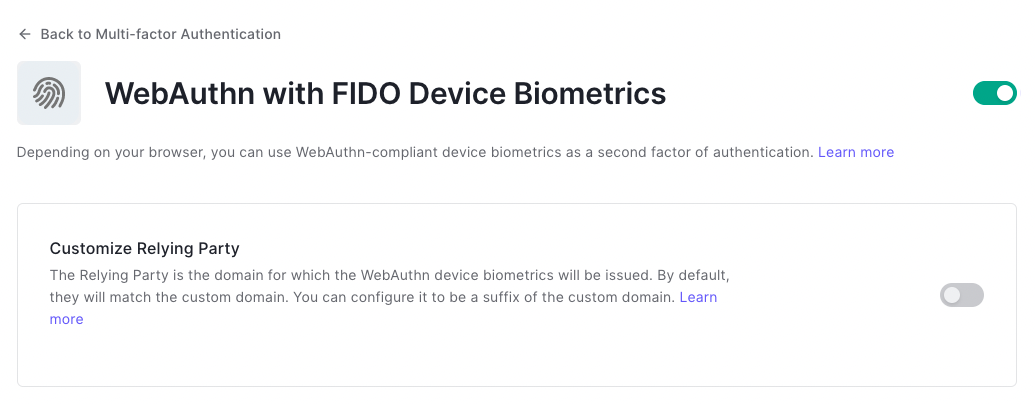 Back to Multi-factor Authentication
WebAuthn with FIDO Device Biometrics
Depending on your browser, you can use WebAuthn-compliant device biometrics as a second factor of authentication. Learn more
Customize Relying Party
The Relying Party is the domain for which the WebAuthn device biometrics will be issued. By default,
they will match the custom domain. You can configure it to be a suffix of the custom domain. Learn
more